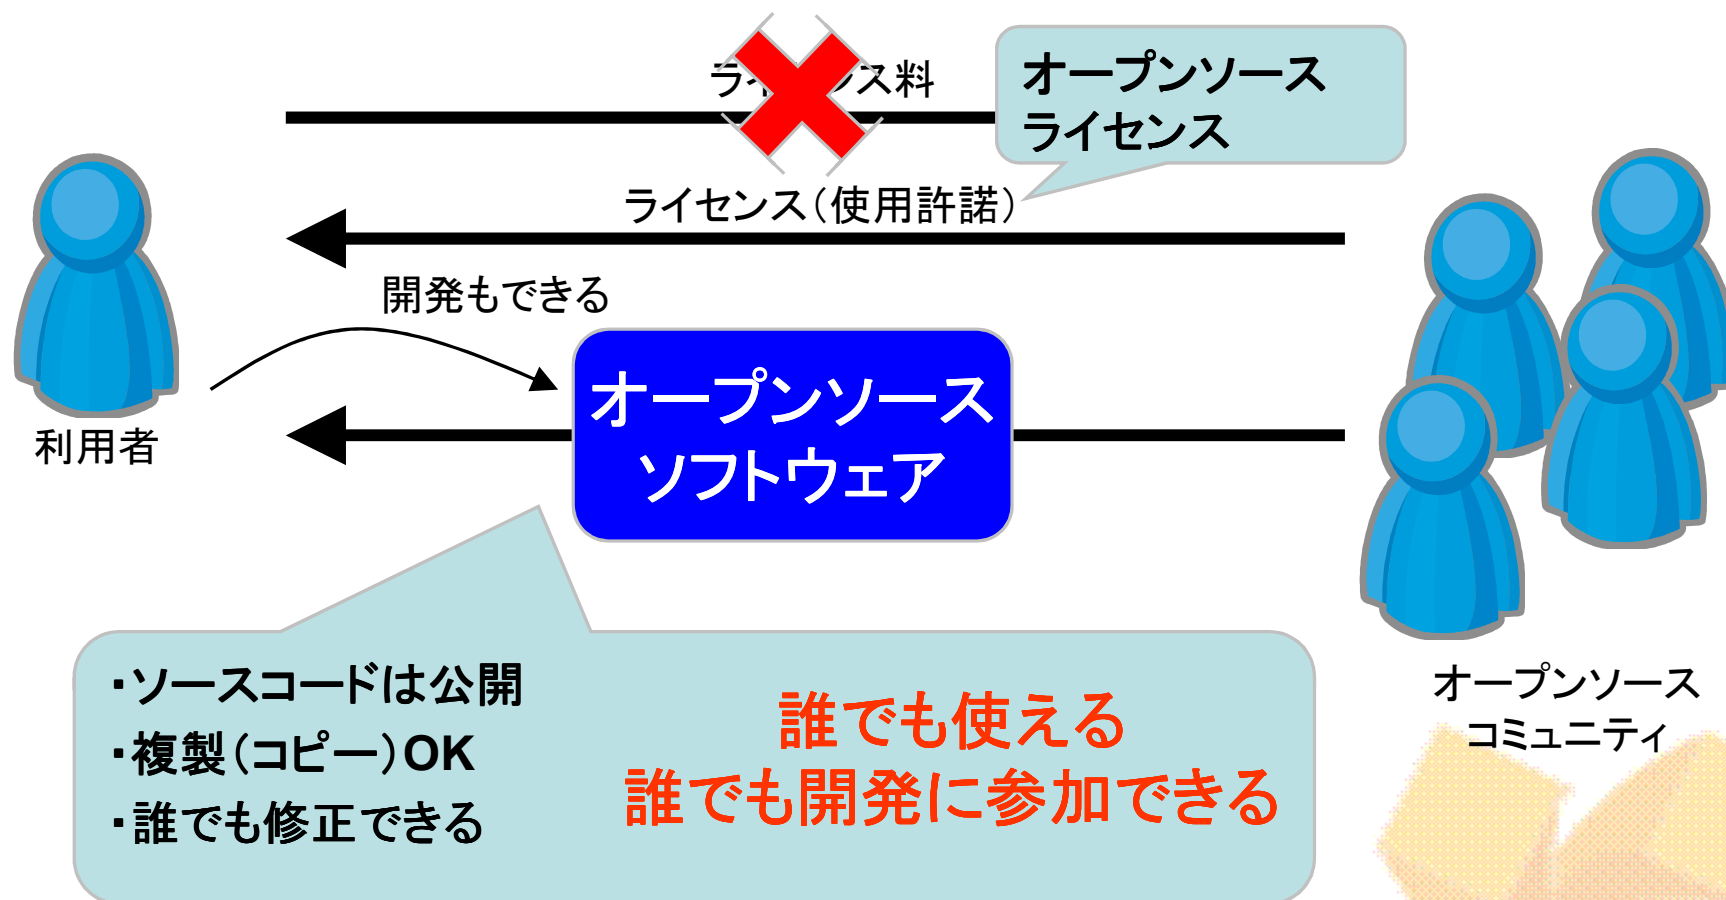 ライセンス料
オープンソース
ライセンス
ライセンス(使用許諾)
開発もできる
オープンソース
ソフトウェア
利用者
・ソースコードは公開
・複製(コピー)OK
・誰でも修正できる
誰でも使える
誰でも開発に参加できる
オープンソース
コミュニティ